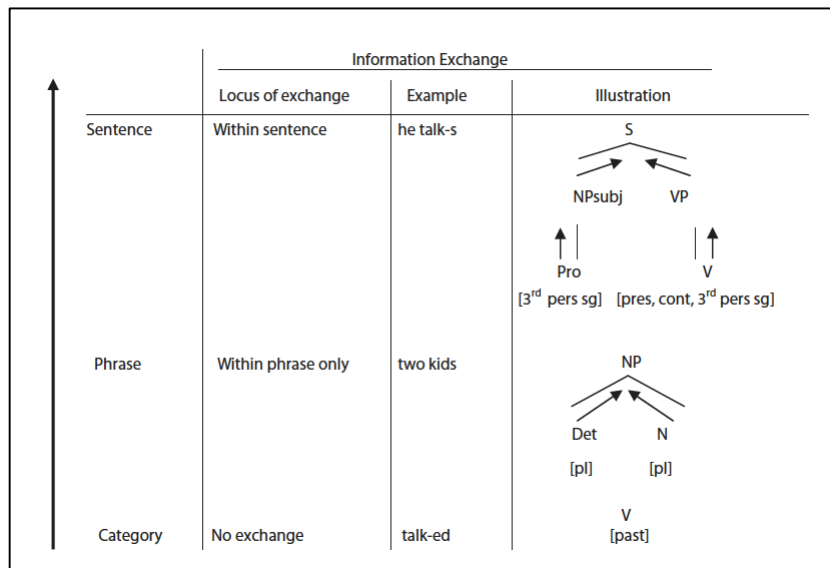 Information Exchange
Locus of exchange Example Illustration
Sentence Within sentence he talk-s S
NPsubj VP
Pro V
[3rd pers sg] [pres, cont, 3rd pers sg]
Phrase Within phrase only two kids NP
Det N
[pl] [pl]
V
Category No exchange talk-ed [past]